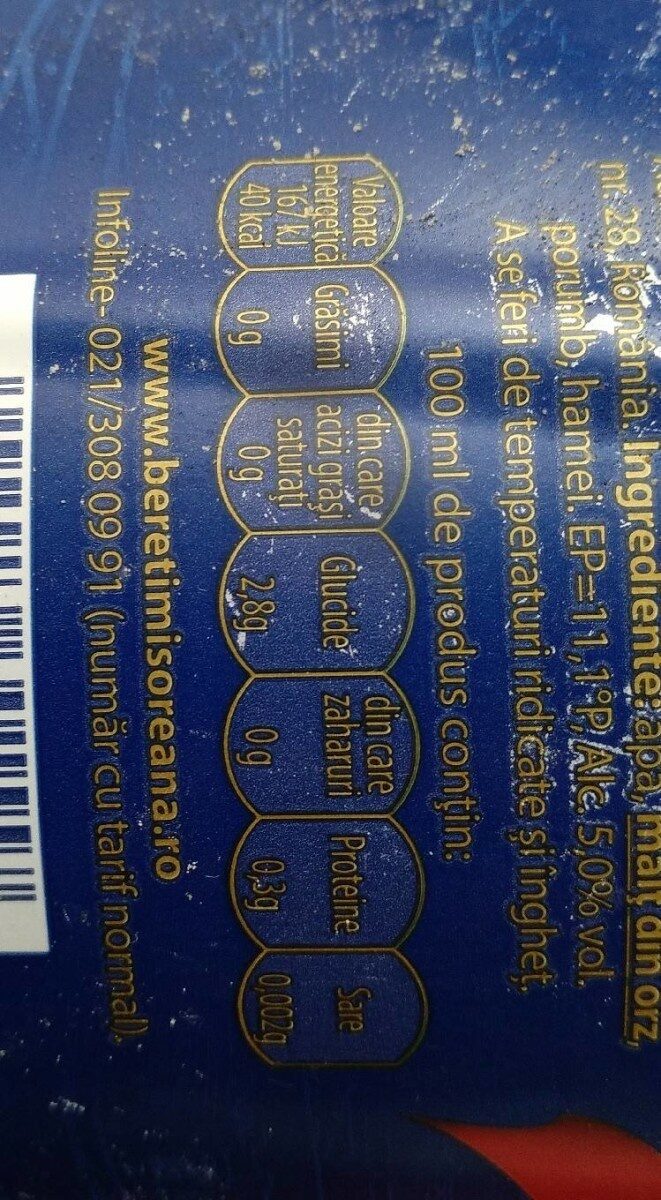 nr. 28, România. Ingrediente: apă, malț din orz,
porumb, hamei. EP=11,1°P, Alc. 5,0% vol.
A se feri de temperaturi ridicate și îngheț.
100 ml de produs conțin:
Valoare
energetică
167 kJ
40 kcal
Grăsimi
0 g
din care
acizi grași
saturați
0 g
Glucide
2,8g
din care
zaharuri
0g
Proteine
0,3g
Sare
0,002g
www.beretimisoreana.ro
Infoline- 021/308 09 91 (număr cu tarif normal).